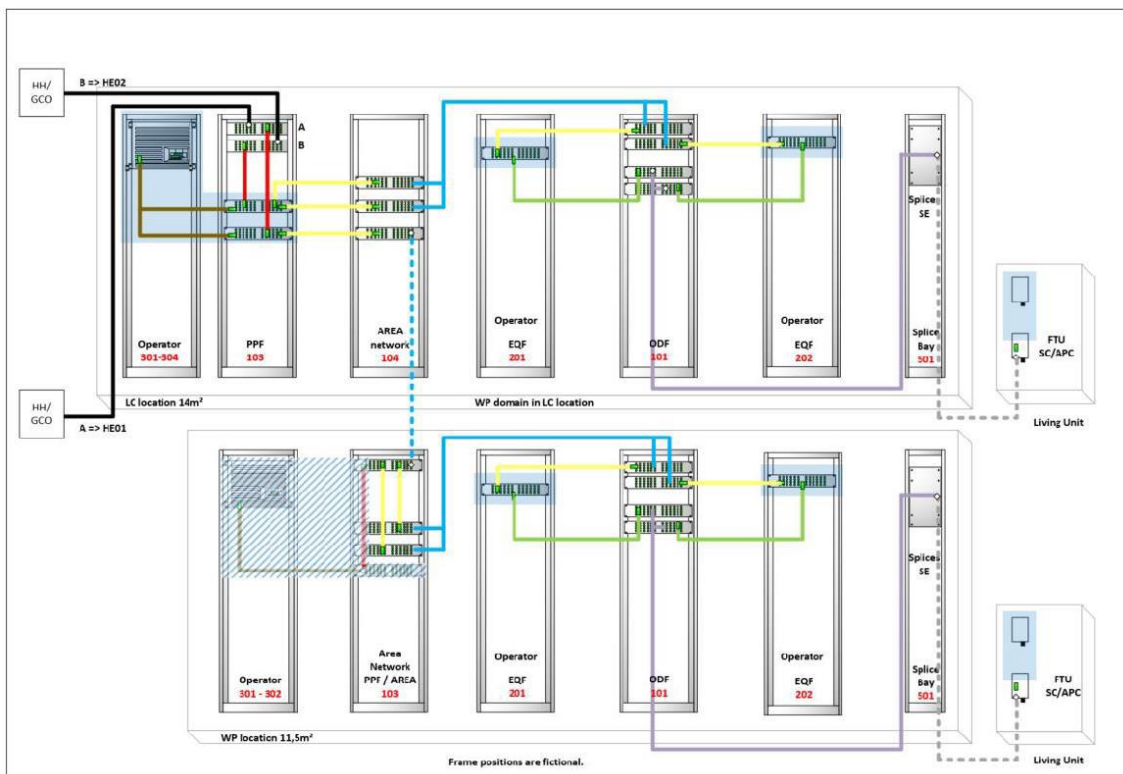 HH/
GCO
B => HE02
A
B
Operator
301-304
PPF
103
AREA
network
104
Operator
EQF
201
ODF
101
Operator
EQF
202
Splices
SE
Splice
Bay
501
FTU
SC/APC
Living Unit
HH/
GCO
A => HE01
LC location 14m²
WP domain in LC location
Operator
301 - 302
Area
Network
PPF / AREA
103
Operator
EQF
201
ODF
101
Operator
EQF
202
Splices
SE
Splice
Bay
501
FTU
SC/APC
Living Unit
WP location 11,5m²
Frame positions are fictional.